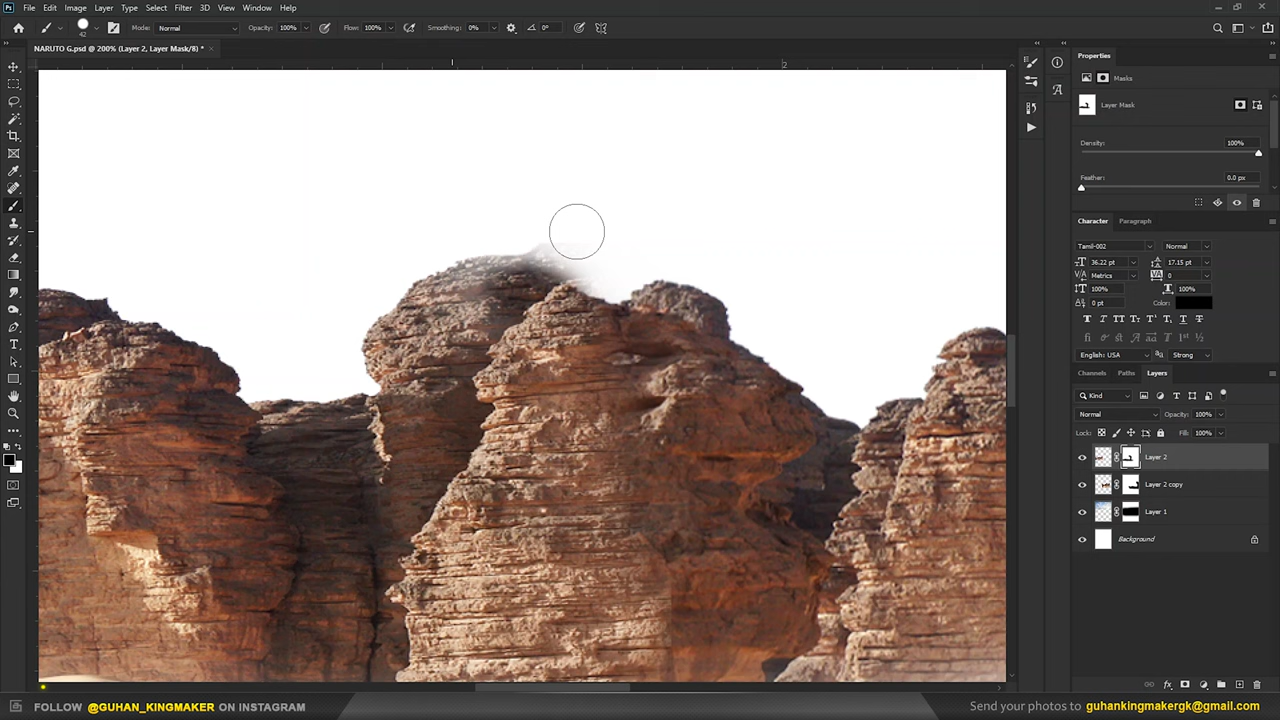 Ps File Edit Image Layer Type Select Filter 3D View Window Help
42 Mode: Normal Opacity: 100% Flow: 100% Smoothing: 0% 0°
NARUTO G.psd @ 200% (Layer 2, Layer Mask/8) *
2
Properties
Masks
Layer Mask
Density: 100%
Feather: 0.0 px
Character Paragraph
Tamil-002 Normal
36.22 pt 17.15 pt
Metrics 0
100% 100%
0 pt Color:
English: USA Strong
Channels Paths Layers
Kind
Normal Opacity: 100%
Lock: Fill: 100%
Layer 2
Layer 2 copy
Layer 1
Background
FOLLOW @GUHAN_KINGMAKER ON INSTAGRAM
Send your photos to guhankingmakergk@gmail.com